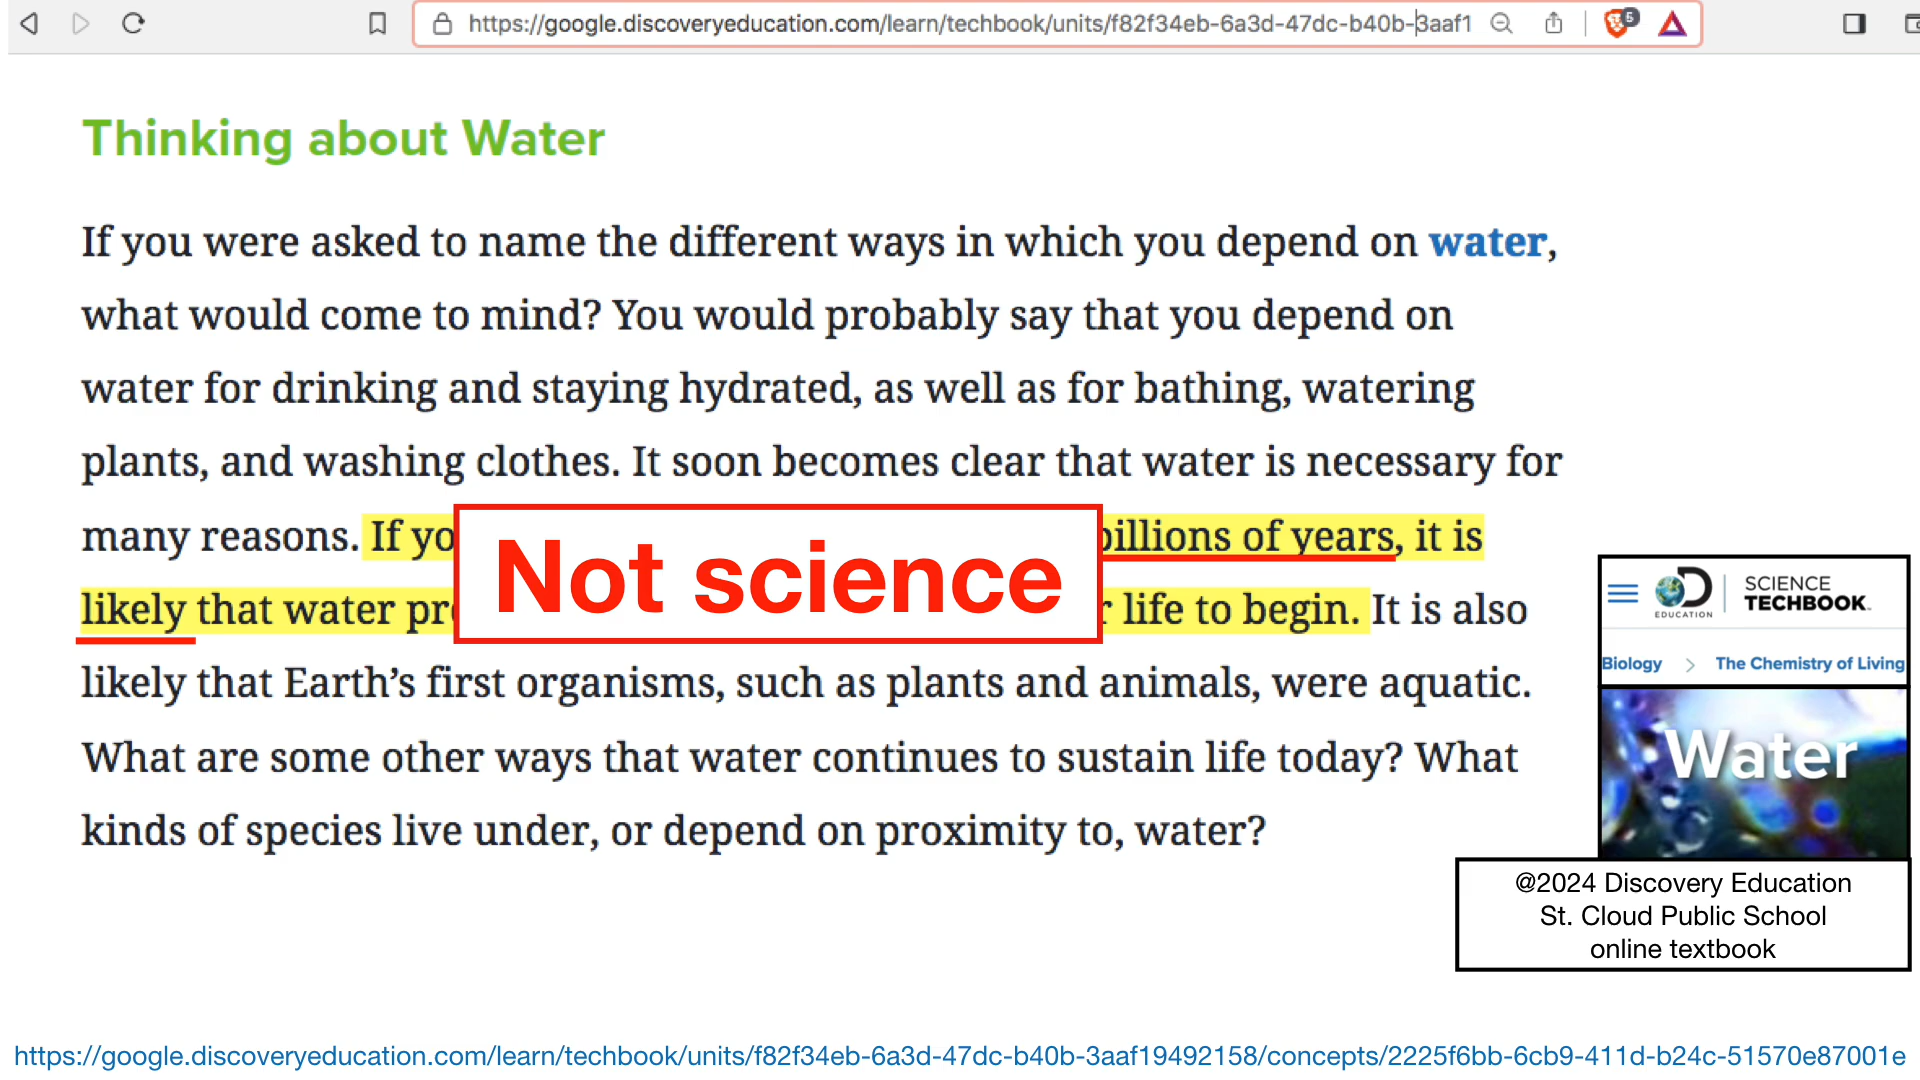 https://google.discoveryeducation.com/learn/techbook/units/f82f34eb-6a3d-47dc-b40b-3aaf1
5
Thinking about Water
If you were asked to name the different ways in which you depend on water,
what would come to mind? You would probably say that you depend on
water for drinking and staying hydrated, as well as for bathing, watering
plants, and washing clothes. It soon becomes clear that water is necessary for
many reasons. If yo billions of years, it is
Not science
likely that water pr life to begin. It is also
likely that Earth’s first organisms, such as plants and animals, were aquatic.
What are some other ways that water continues to sustain life today? What
kinds of species live under, or depend on proximity to, water?
EDUCATION
SCIENCE
TECHBOOK
Biology > The Chemistry of Living
Water
@2024 Discovery Education
St. Cloud Public School
online textbook
https://google.discoveryeducation.com/learn/techbook/units/f82f34eb-6a3d-47dc-b40b-3aaf19492158/concepts/2225f6bb-6cb9-411d-b24c-51570e87001e